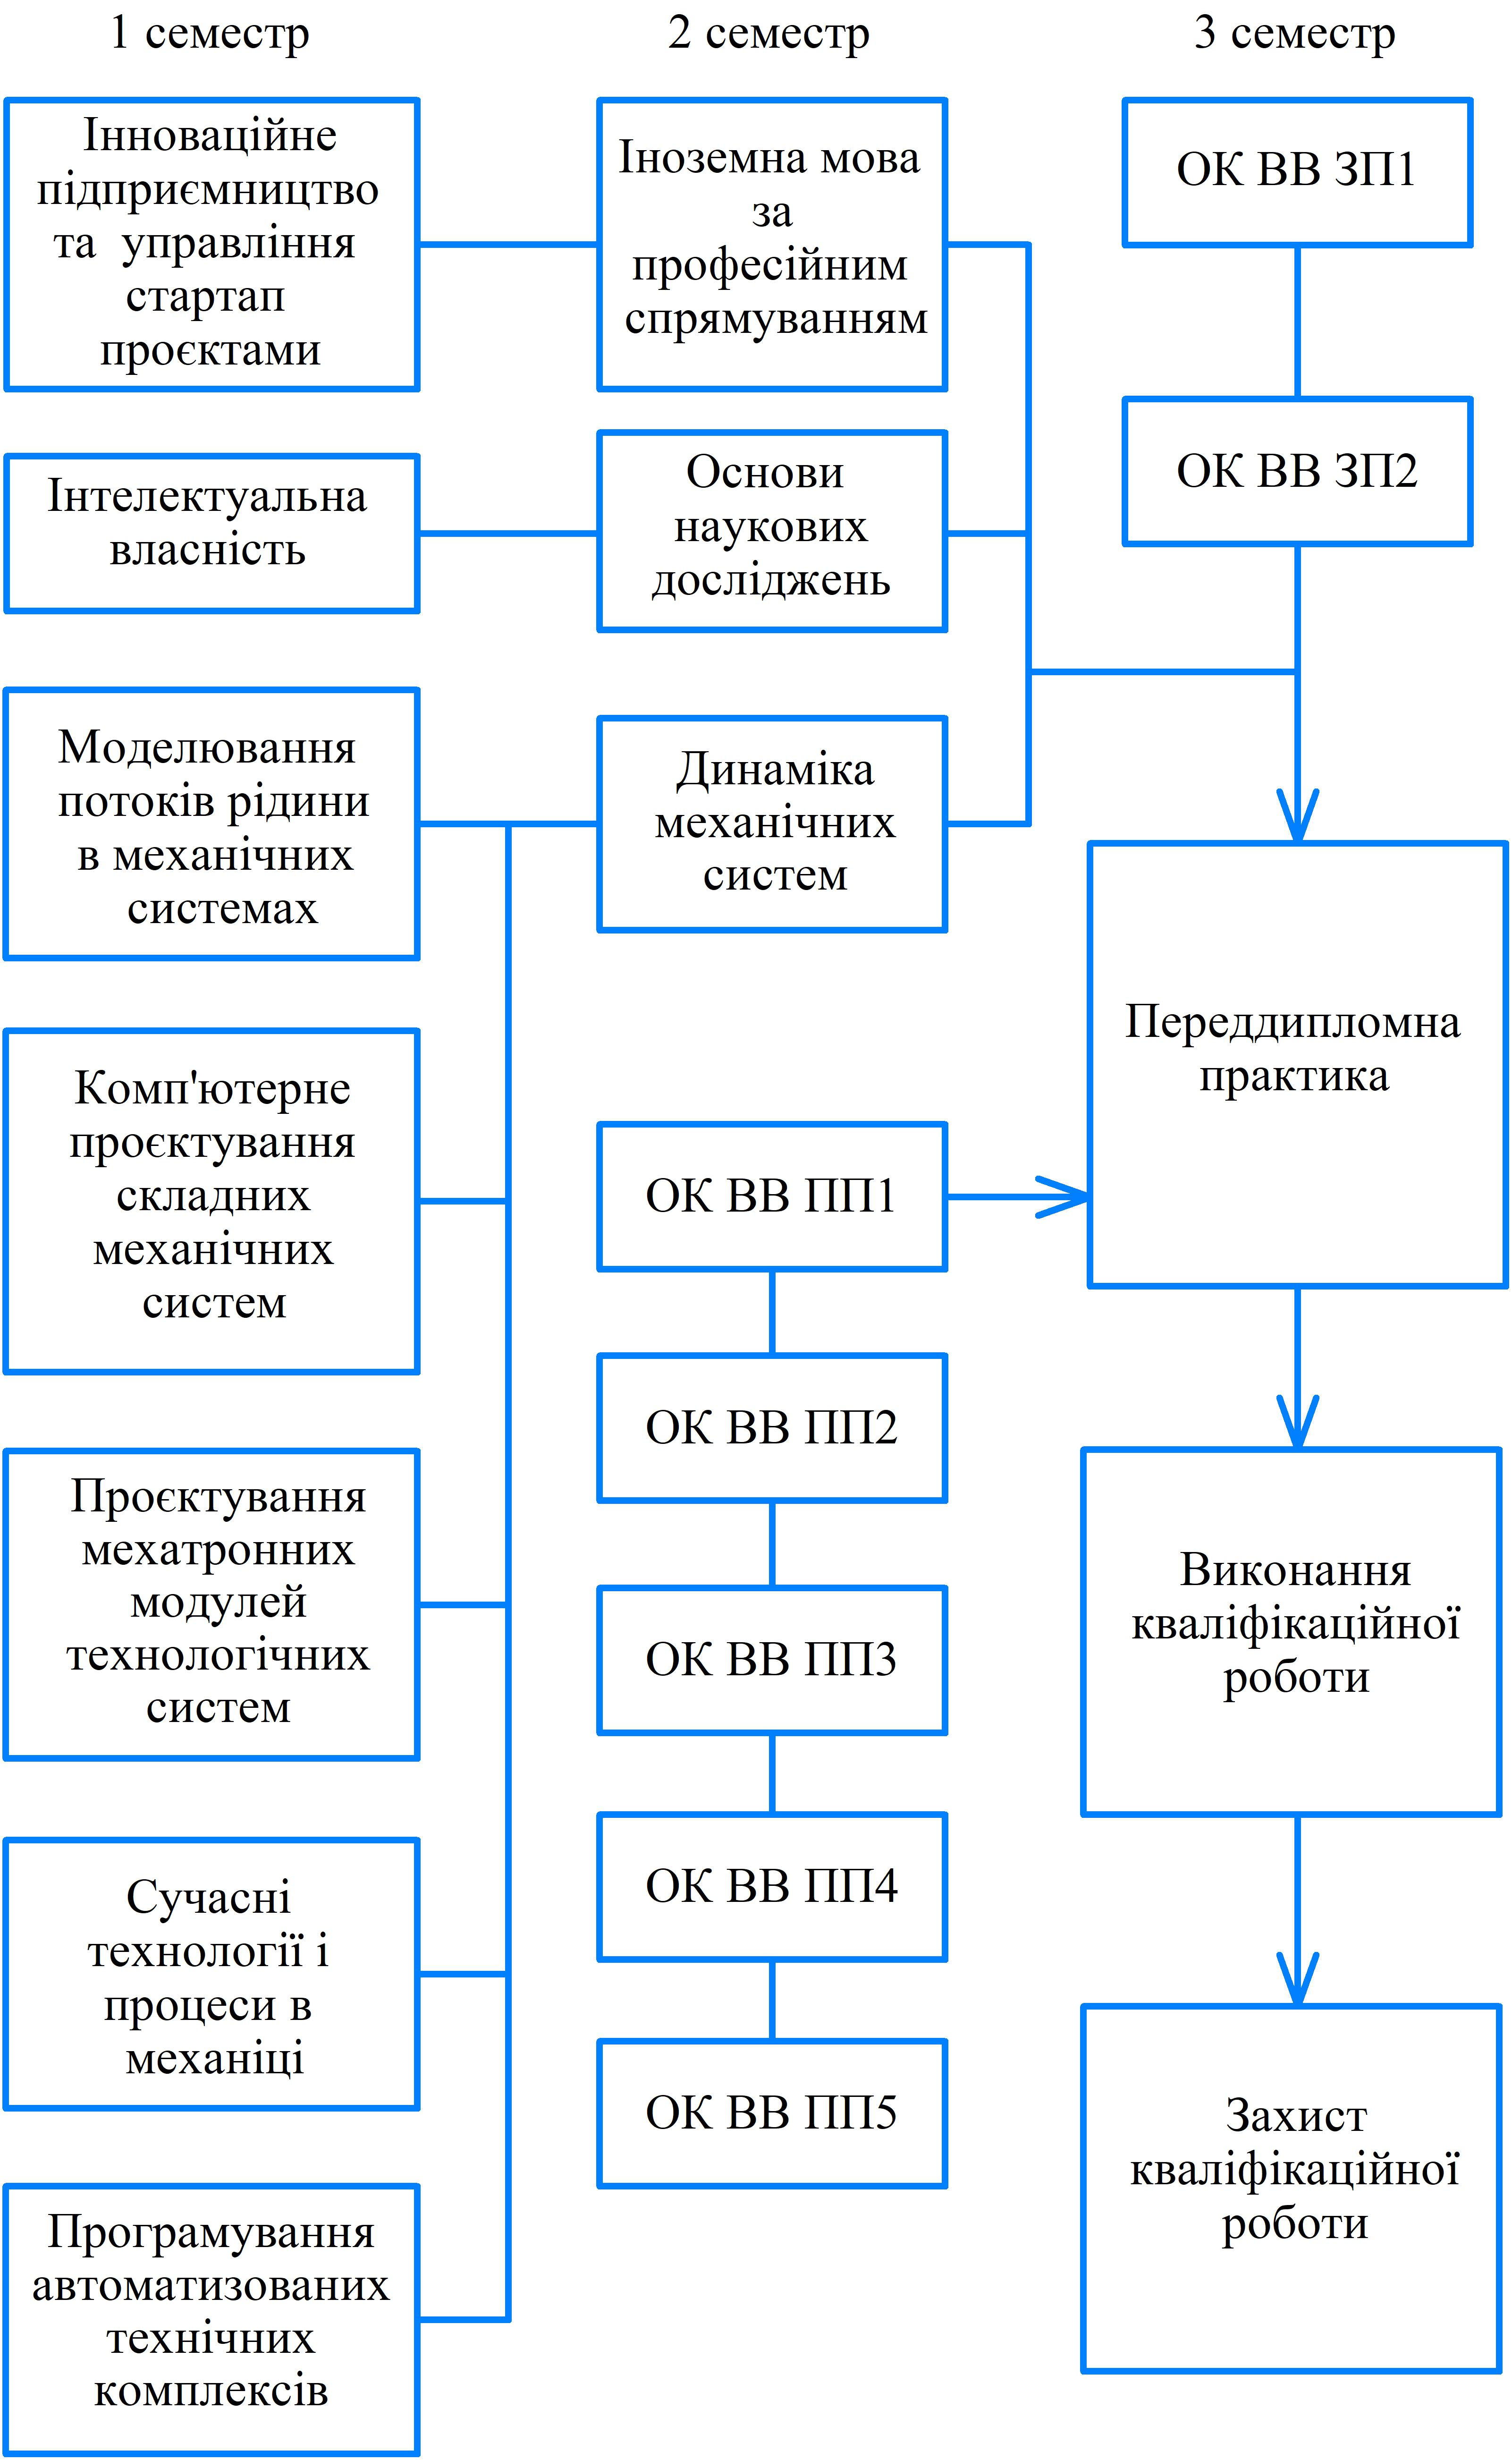 1 семестр
2 семестр
3 семестр
Інноваційне
підприємництво
та управління
стартап
проєктами
Інтелектуальна
власність
Моделювання
потоків рідини
в механічних
системах
Комп'ютерне
проєктування
складних
механічних
систем
Проєктування
мехатронних
модулей
технологічних
систем
Сучасні
технології і
процеси в
механіці
Програмування
автоматизованих
технічних
комплексів
Іноземна мова
за
професійним
спрямуванням
Основи
наукових
досліджень
Динаміка
механічних
систем
ОК ВВ ПП1
ОК ВВ ПП2
ОК ВВ ПП3
ОК ВВ ПП4
ОК ВВ ПП5
ОК ВВ ЗП1
ОК ВВ ЗП2
Переддипломна
практика
Виконання
кваліфікаційної
роботи
Захист
кваліфікаційної
роботи